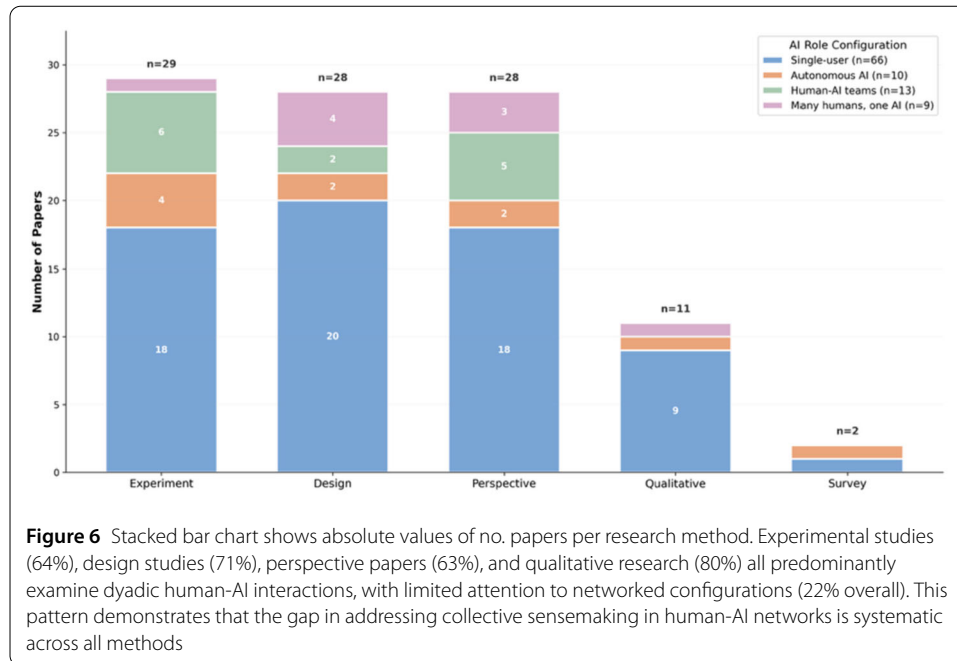 AI Role Configuration
Single-user (n=66)
Autonomous AI (n=10)
Human-AI teams (n=13)
Many humans, one AI (n=9)
Number of Papers
30
25
20
15
10
5
0
n=29
6
4
18
n=28
4
2
2
20
n=28
3
5
2
18
n=11
9
n=2
Experiment
Design
Perspective
Qualitative
Survey
Figure 6 Stacked bar chart shows absolute values of no. papers per research method. Experimental studies
(64%), design studies (71%), perspective papers (63%), and qualitative research (80%) all predominantly
examine dyadic human-AI interactions, with limited attention to networked configurations (22% overall). This
pattern demonstrates that the gap in addressing collective sensemaking in human-AI networks is systematic
across all methods